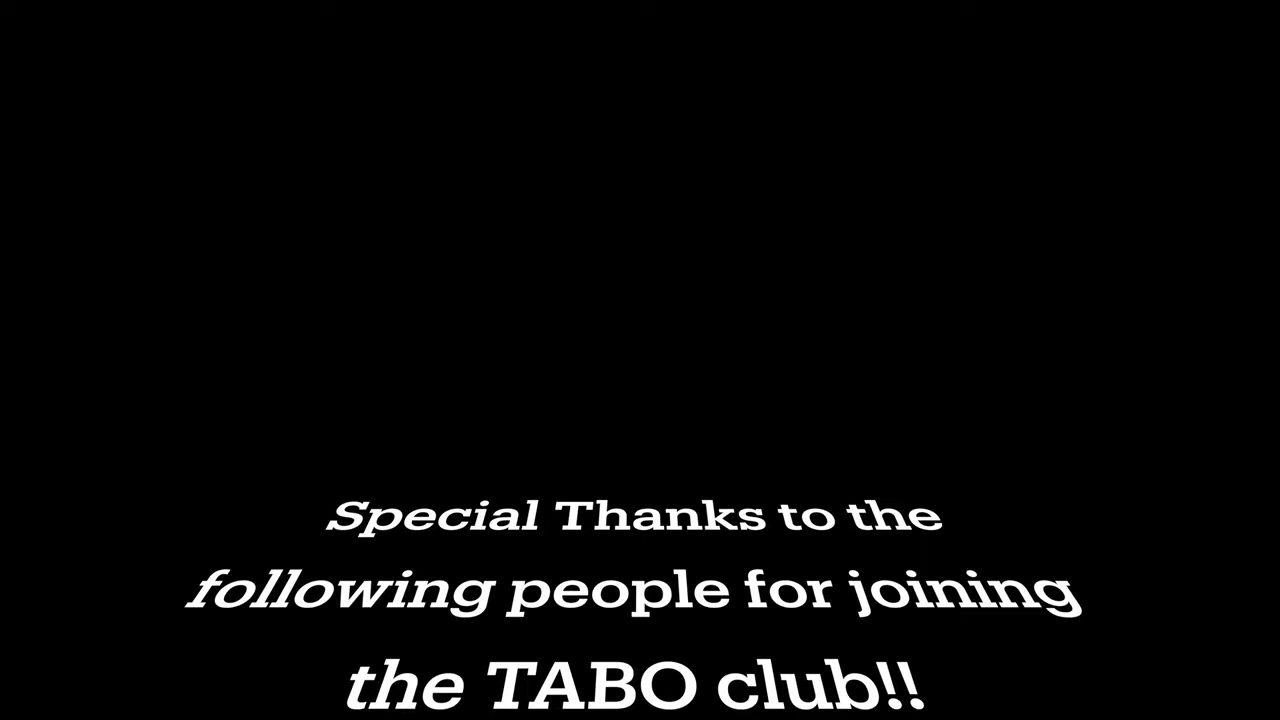 Special Thanks to the
following people for joining
the TABO club!!